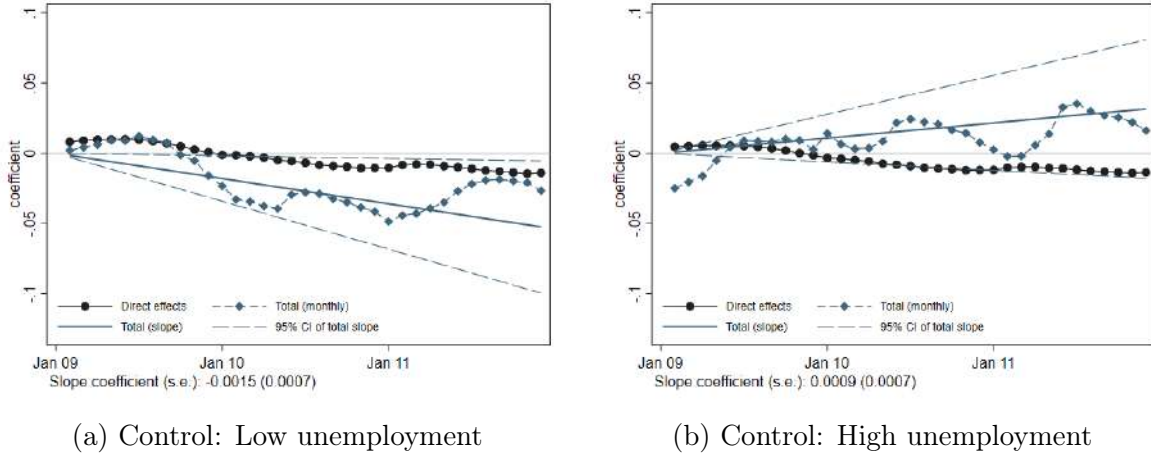 .1
.05
0
-.05
-.1
coefficient
Direct effects
Total (monthly)
Total (slope)
95% CI of total slope
Jan 09
Jan 10
Jan 11
Slope coefficient (s.e.): -0.0015 (0.0007)
(a) Control: Low unemployment
.1
.05
0
-.05
-.1
coefficient
Direct effects
Total (monthly)
Total (slope)
95% CI of total slope
Jan 09
Jan 10
Jan 11
Slope coefficient (s.e.): 0.0009 (0.0007)
(b) Control: High unemployment